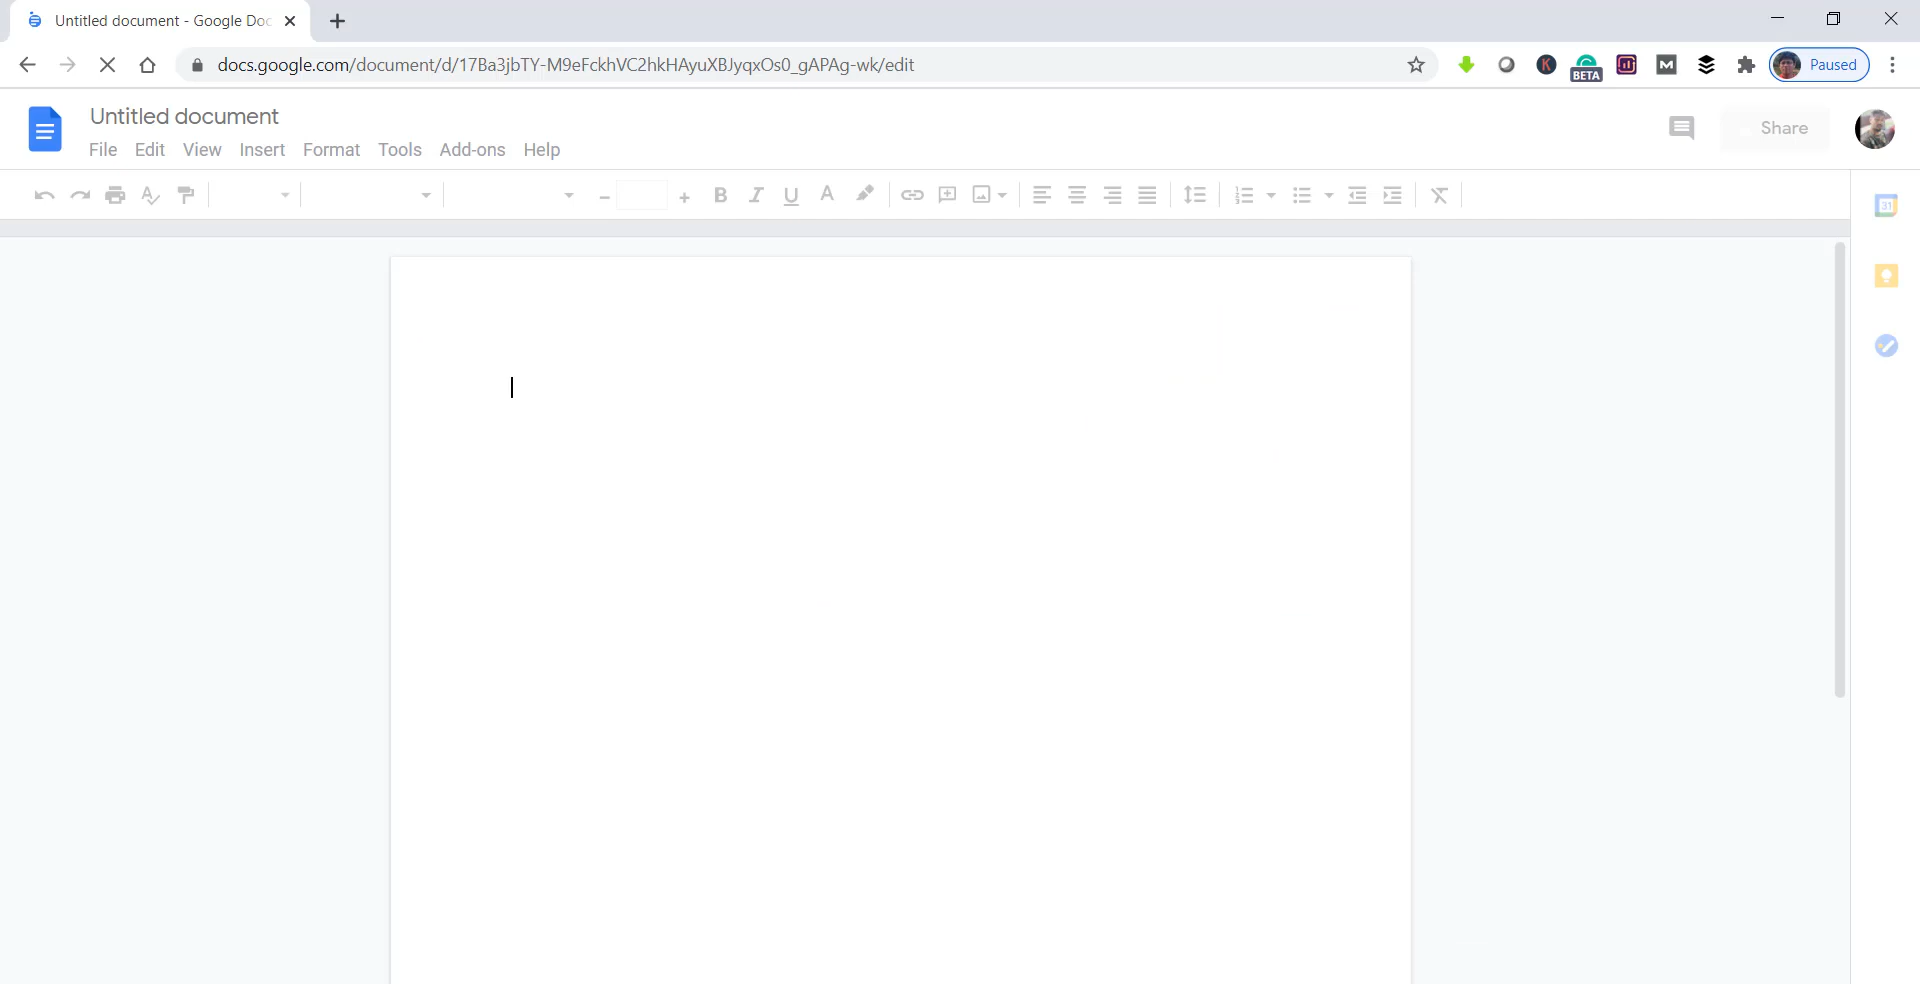 Untitled document - Google Doc
docs.google.com/document/d/17Ba3jbTY-M9eFckhVC2hkHAyuXBJyqxOs0_gAPAg-wk/edit
K
BETA
M
Paused
Untitled document
File Edit View Insert Format Tools Add-ons Help
Share
B I U A
31